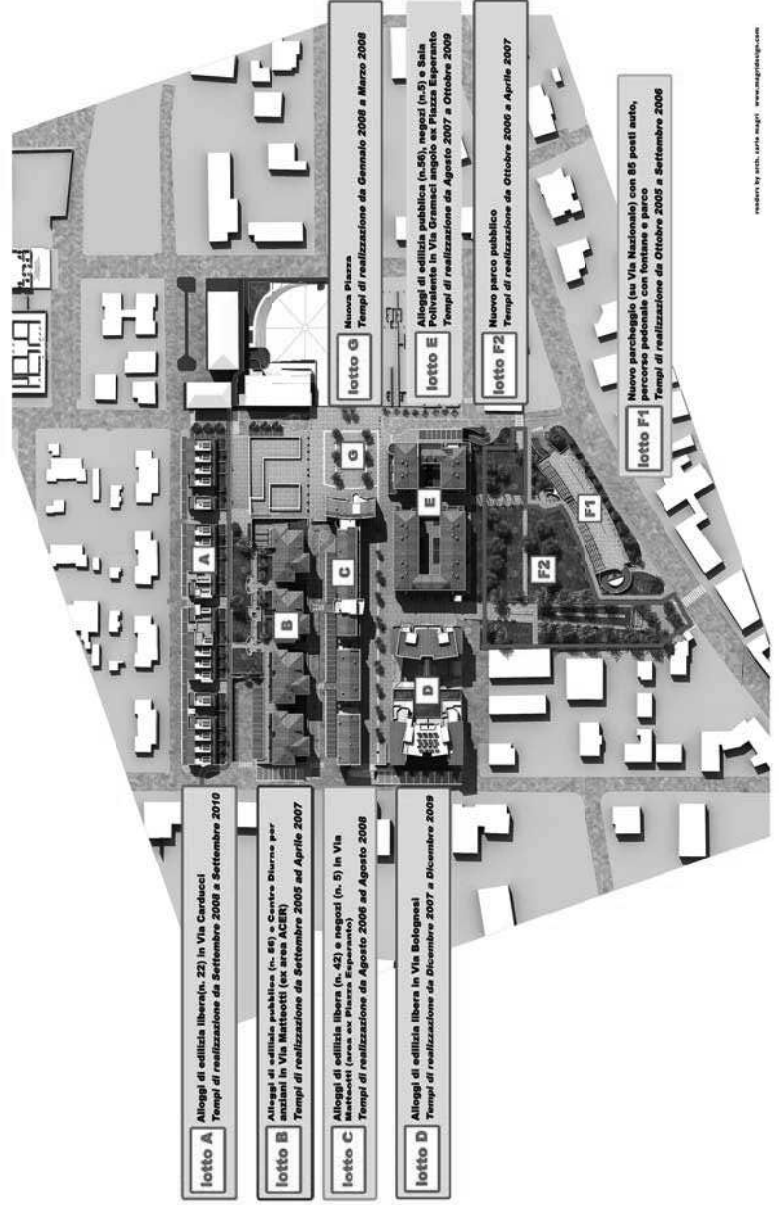 lotto A
Alloggi di edilizia libera(n. 22) in Via Carducci
Tempi di realizzazione da Settembre 2008 a Settembre 2010
lotto B
Alloggi di edilizia pubblica (n. 56) e Centro Diurno per
anziani in Via Matteotti (ex area ACER)
Tempi di realizzazione da Settembre 2005 ad Aprile 2007
lotto C
Alloggi di edilizia libera (n. 42) e negozi (n. 5) in Via
Matteotti (area ex Piazza Esperanto)
Tempi di realizzazione da Agosto 2006 ad Agosto 2008
lotto D
Alloggi di edilizia libera in Via Bolognesi
Tempi di realizzazione da Dicembre 2007 a Dicembre 2009
A
B
C
D
E
G
F2
F1
lotto G
Nuova Piazza
Tempi di realizzazione da Gennaio 2008 a Marzo 2008
lotto E
Alloggi di edilizia pubblica (n.56), negozi (n.5) e Sala
Polivalente in Via Gramsci angolo ex Piazza Esperanto
Tempi di realizzazione da Agosto 2007 a Ottobre 2009
lotto F2
Nuovo parco pubblico
Tempi di realizzazione da Ottobre 2006 a Aprile 2007
lotto F1
Nuovo parcheggio (su Via Nazionale) con 85 posti auto,
percorso pedonale con fontane e parco
Tempi di realizzazione da Ottobre 2005 a Settembre 2006
renders by arch. carlo magri www.magridesign.com